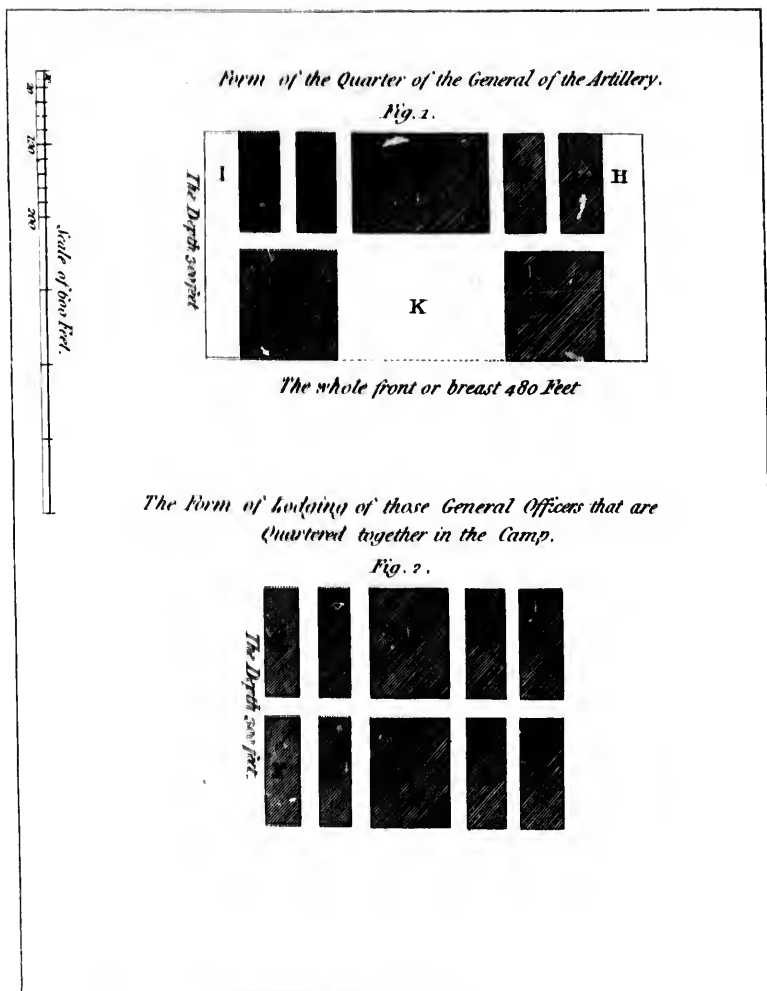 Form of the Quarter of the General of the Artillery.
Fig. 1.
I
H
K
The Depth 300 feet
The whole front or breast 480 Feet
10
20
100
200
Scale of 600 Feet.
The Form of Lodging of those General Officers that are
Quartered together in the Camp.
Fig. 2.
The Depth 300 feet.